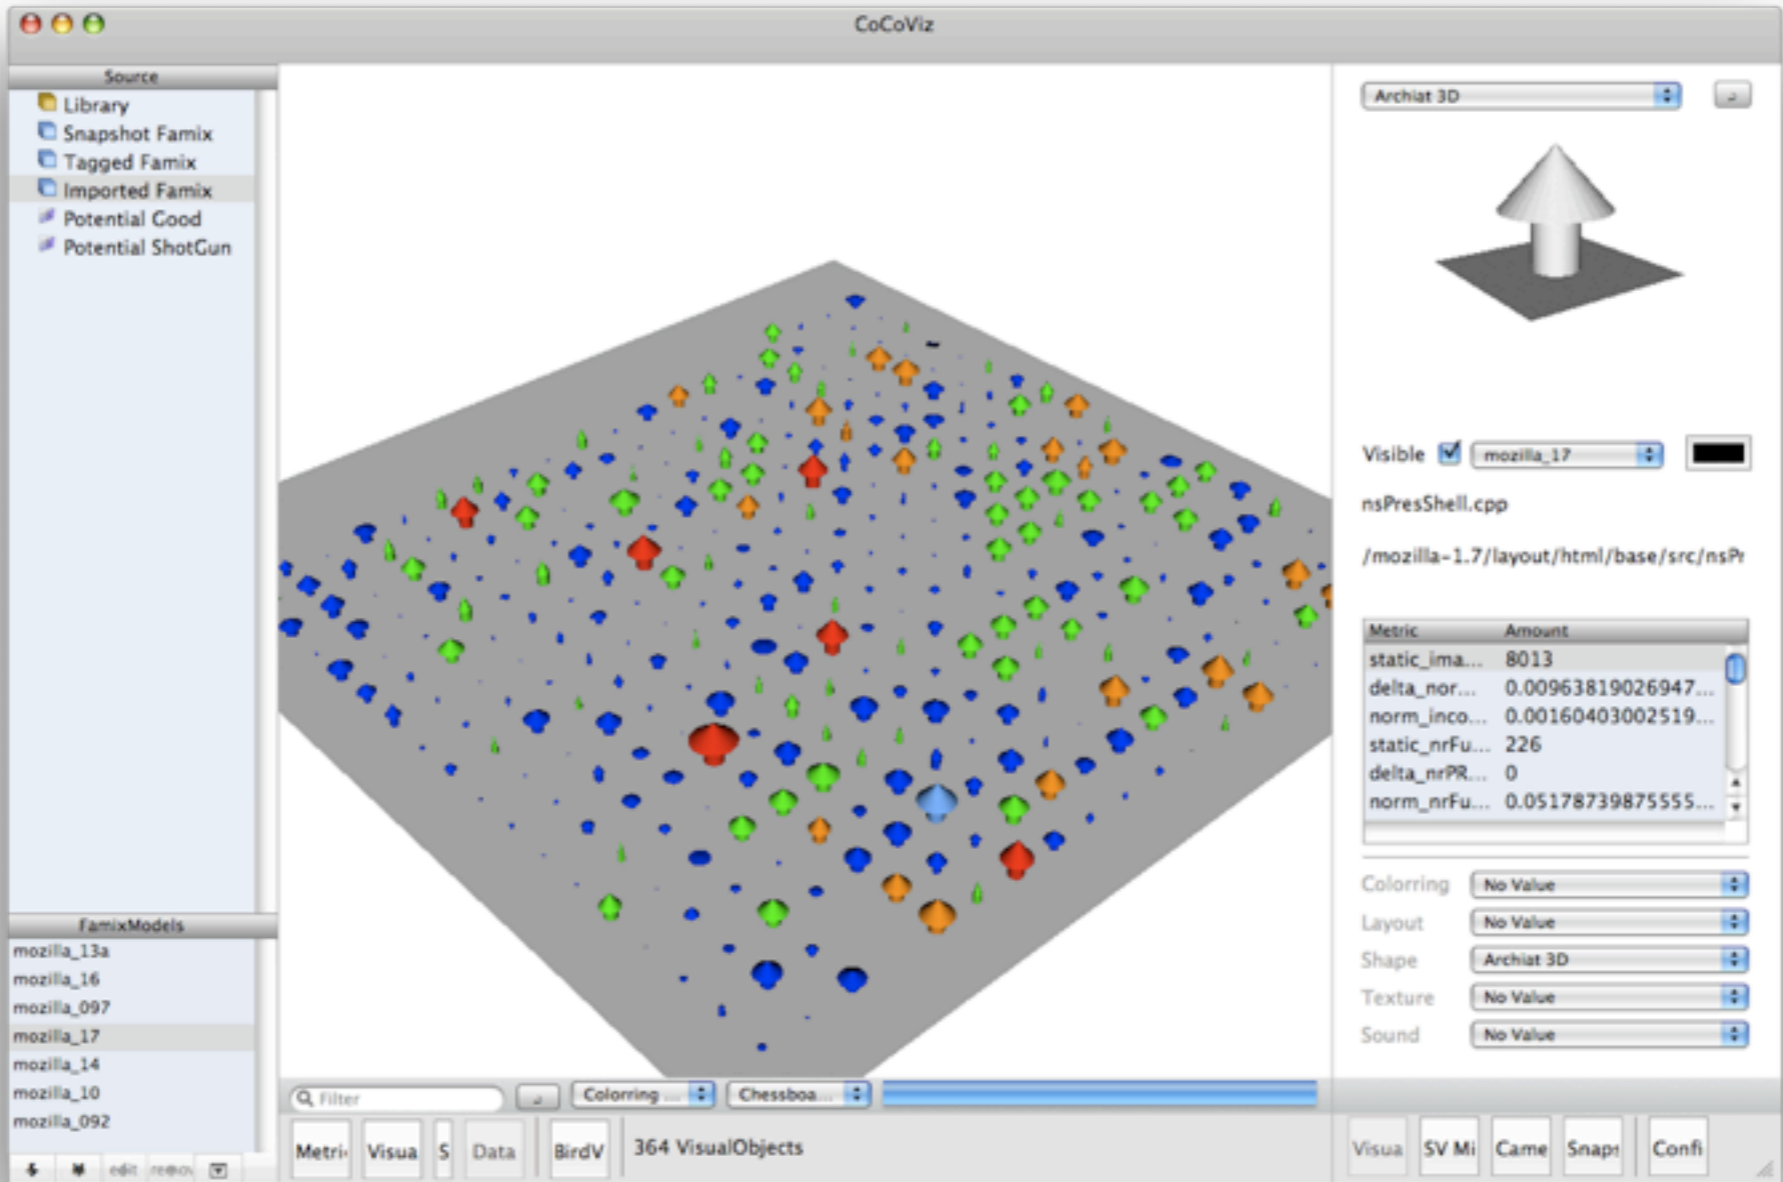 CoCoViz
Source
Library
Snapshot Famix
Tagged Famix
Imported Famix
Potential Good
Potential ShotGun
FamixModels
mozilla_13a
mozilla_16
mozilla_097
mozilla_17
mozilla_14
mozilla_10
mozilla_092
edit remov
Filter
Colorring ...
Chessboa...
Metri
Visua
S
Data
BirdV
364 VisualObjects
Archiat 3D
Visible
mozilla_17
nsPresShell.cpp
/mozilla-1.7/layout/html/base/src/nsPr
Metric Amount
static_ima... 8013
delta_nor... 0.00963819026947...
norm_inco... 0.00160403002519...
static_nrFu... 226
delta_nrPR... 0
norm_nrFu... 0.05178739875555...
Colorring No Value
Layout No Value
Shape Archiat 3D
Texture No Value
Sound No Value
Visua
SV Mi
Came
Snaps
Confi